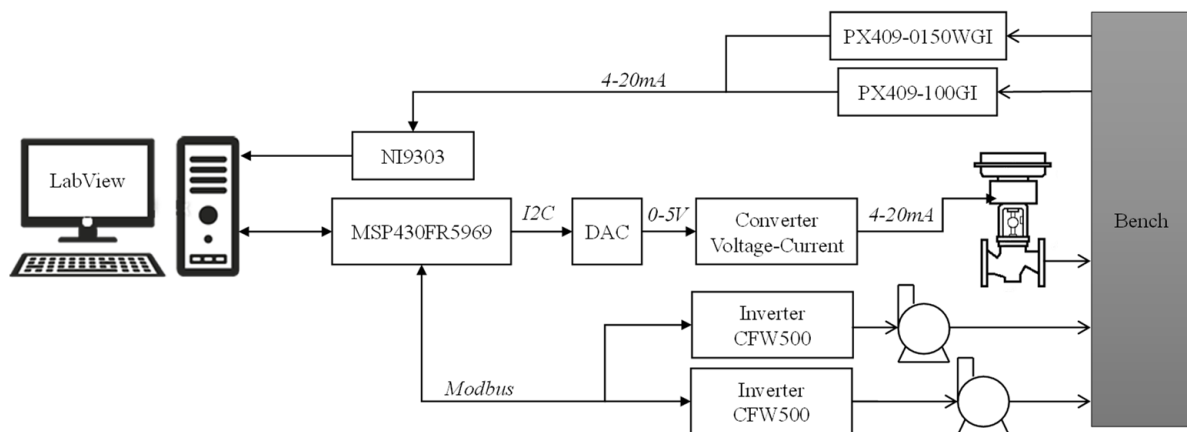 PX409-0150WGI
4-20mA
PX409-100GI
NI9303
LabView
MSP430FR5969
I2C
DAC
0-5V
Converter
Voltage-Current
4-20mA
Bench
Inverter
CFW500
Modbus
Inverter
CFW500